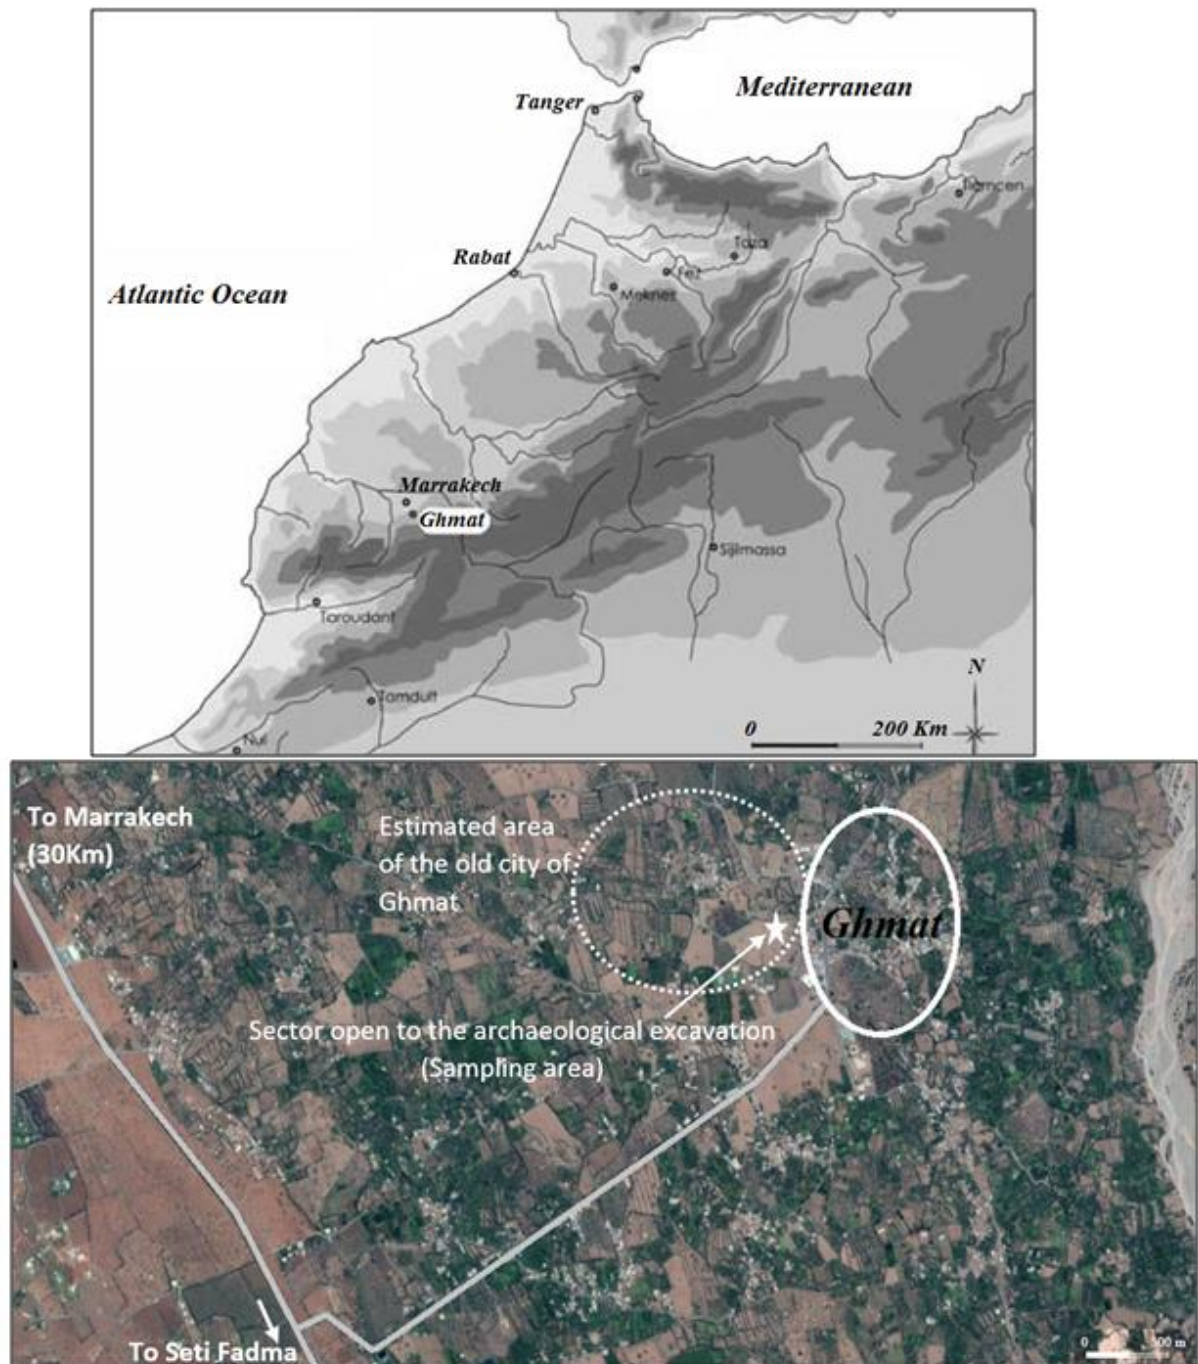 Mediterranean
Tanger
Tlemcen
Taza
Rabat
Fez
Meknes
Atlantic Ocean
Marrakech
Ghmat
Sijilmassa
Taroudant
N
Tamdult
0 200 Km
Nul
To Marrakech
(30Km)
Estimated area
of the old city of
Ghmat
Ghmat
Sector open to the archaeological excavation
(Sampling area)
To Seti Fadma
0 500 m